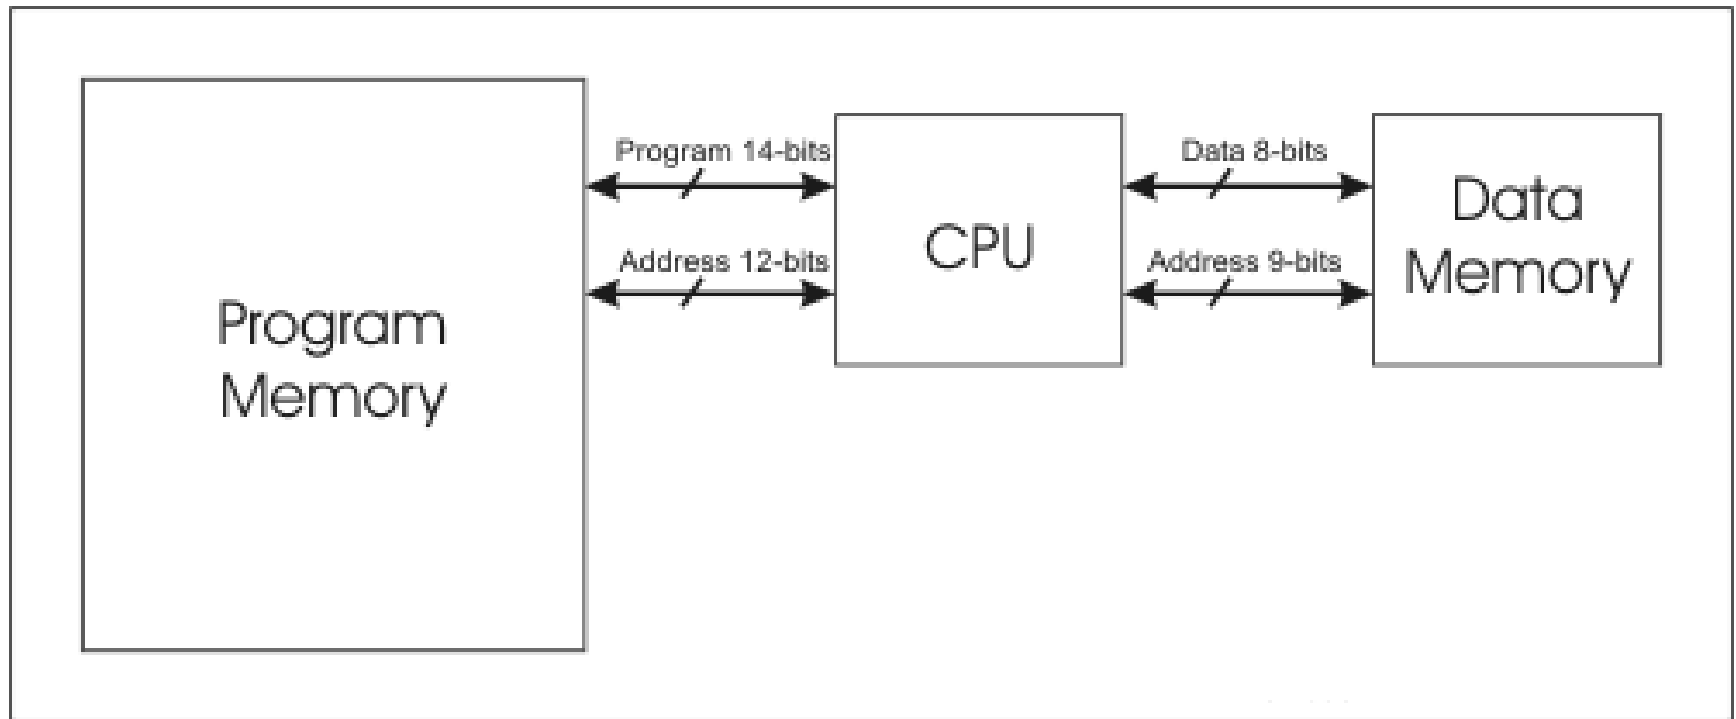 Program
Memory
Program 14-bits
Address 12-bits
CPU
Data 8-bits
Address 9-bits
Data
Memory